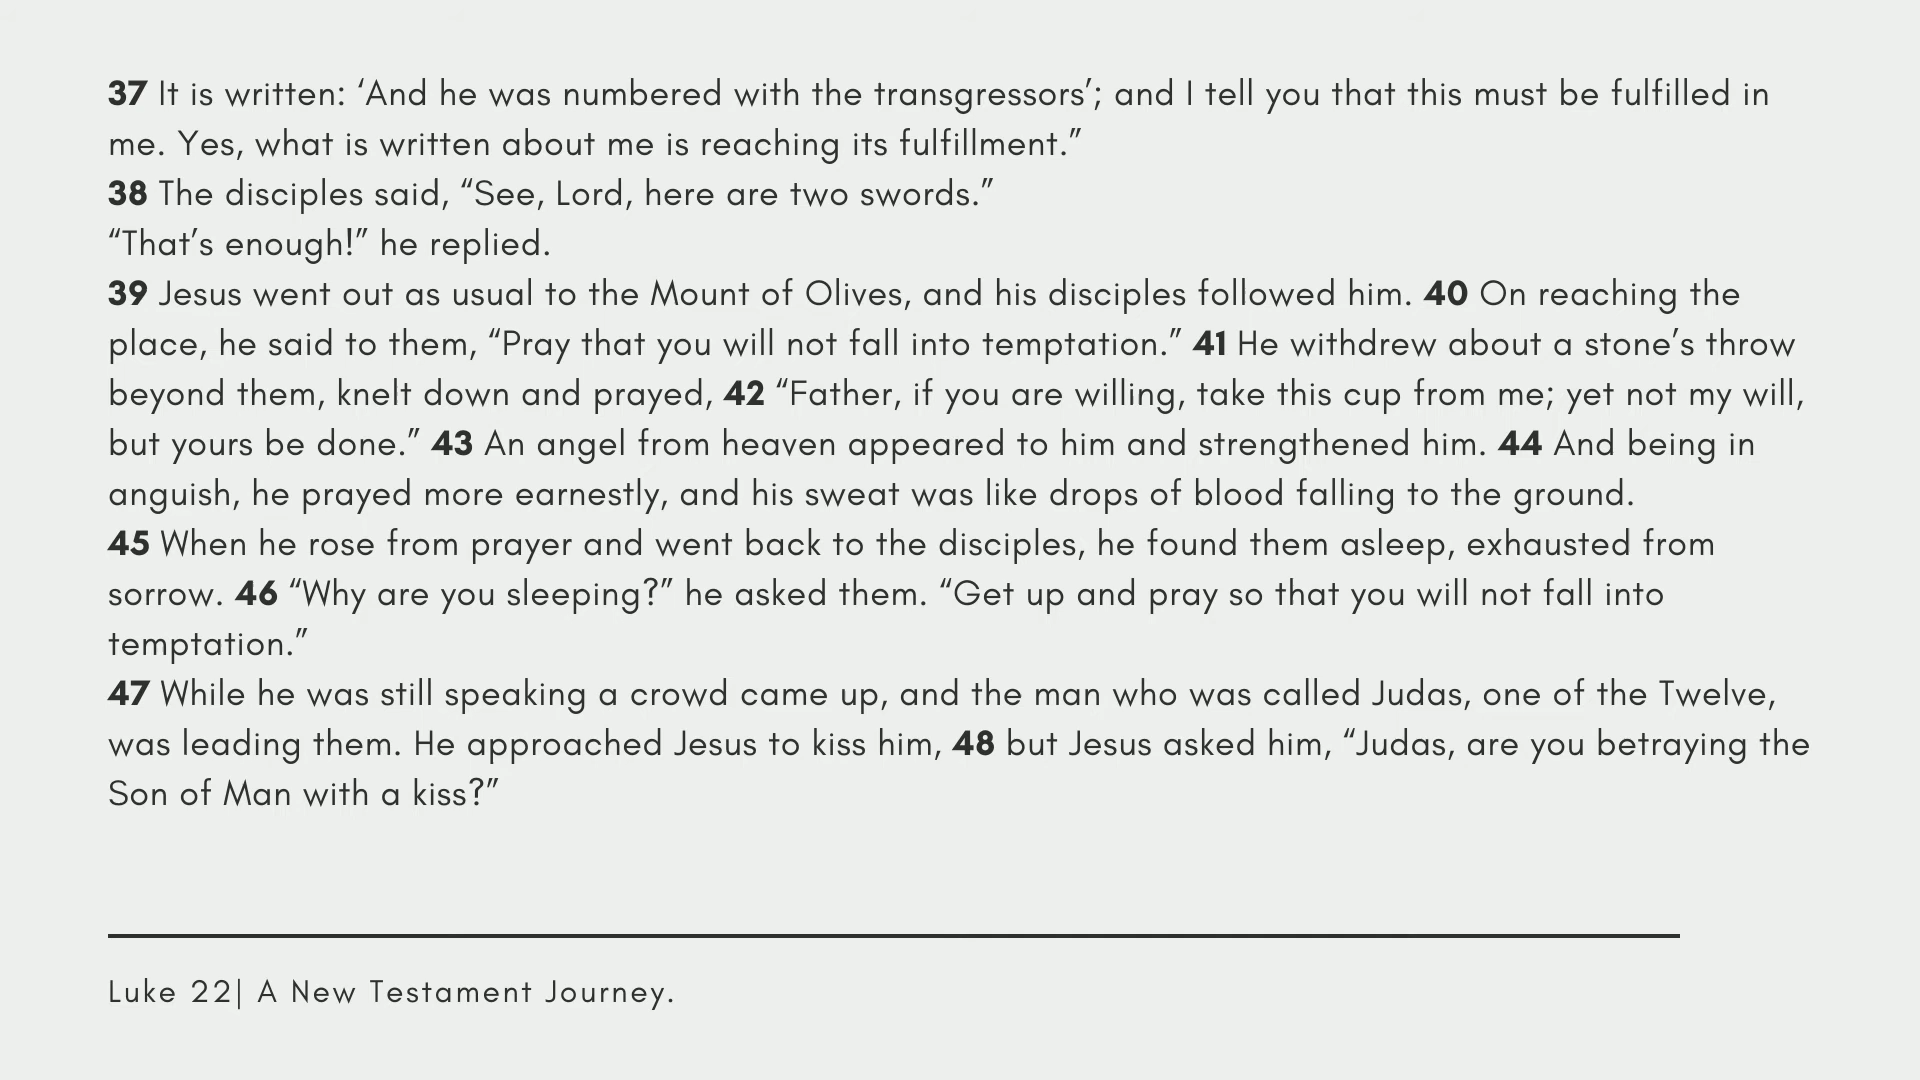 37 It is written: ‘And he was numbered with the transgressors’; and I tell you that this must be fulfilled in
me. Yes, what is written about me is reaching its fulfillment.”
38 The disciples said, “See, Lord, here are two swords.”
“That’s enough!” he replied.
39 Jesus went out as usual to the Mount of Olives, and his disciples followed him. 40 On reaching the
place, he said to them, “Pray that you will not fall into temptation.” 41 He withdrew about a stone’s throw
beyond them, knelt down and prayed, 42 “Father, if you are willing, take this cup from me; yet not my will,
but yours be done.” 43 An angel from heaven appeared to him and strengthened him. 44 And being in
anguish, he prayed more earnestly, and his sweat was like drops of blood falling to the ground.
45 When he rose from prayer and went back to the disciples, he found them asleep, exhausted from
sorrow. 46 “Why are you sleeping?” he asked them. “Get up and pray so that you will not fall into
temptation.”
47 While he was still speaking a crowd came up, and the man who was called Judas, one of the Twelve,
was leading them. He approached Jesus to kiss him, 48 but Jesus asked him, “Judas, are you betraying the
Son of Man with a kiss?”
Luke 22| A New Testament Journey.